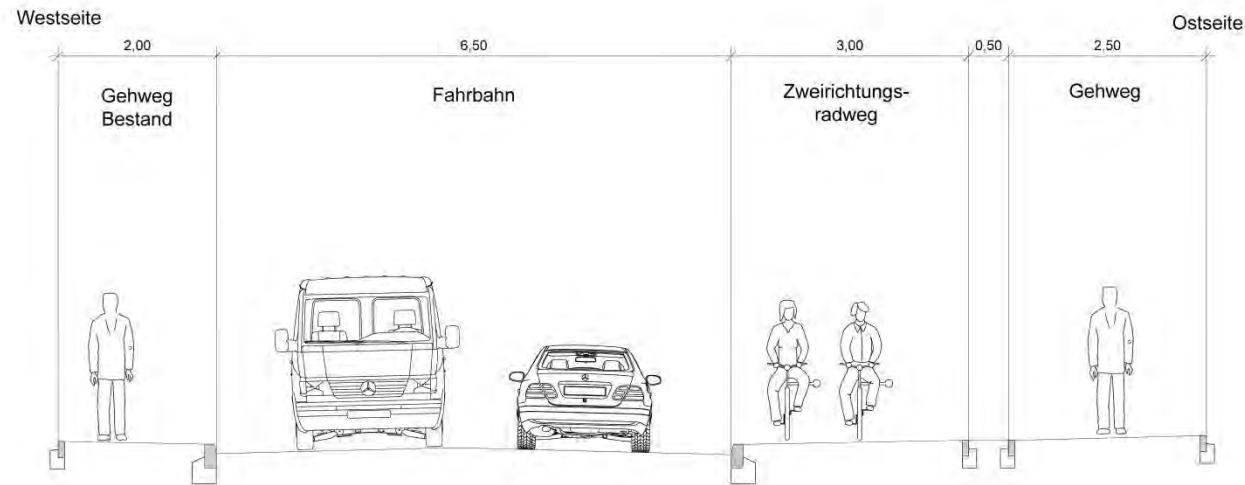 Westseite
Ostseite
2,00
6,50
3,00
0,50
2,50
Gehweg
Bestand
Fahrbahn
Zweirichtungs-
radweg
Gehweg